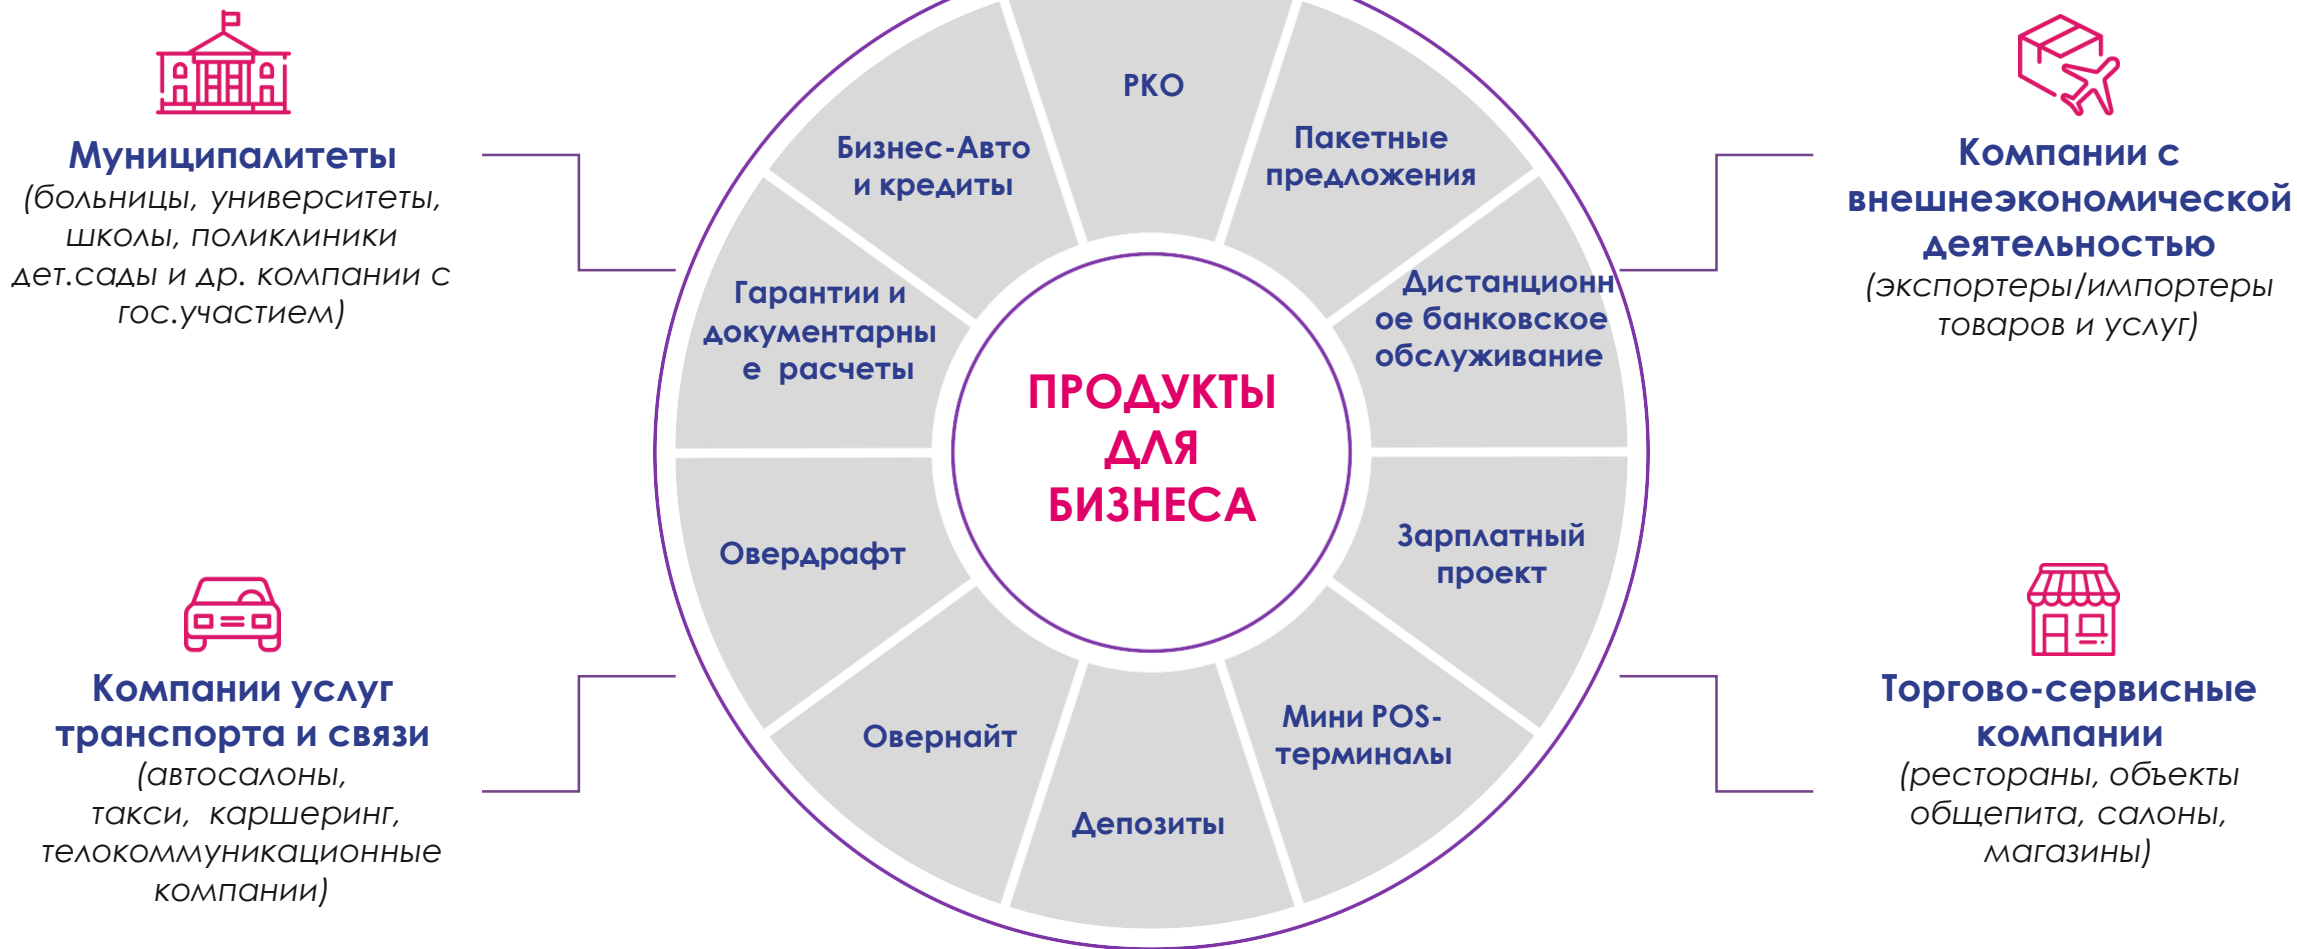 Муниципалитеты
(больницы, университеты,
школы, поликлиники
дет.сады и др. компании с
гос.участием)
Компании услуг
транспорта и связи
(автосалоны,
такси, каршеринг,
телокоммуникационные
компании)
РКО
Пакетные
предложения
Дистанционн
ое банковское
обслуживание
Зарплатный
проект
Мини POS-
терминалы
Депозиты
Овернайт
Овердрафт
Гарантии и
документарны
е расчеты
Бизнес-Авто
и кредиты
ПРОДУКТЫ
ДЛЯ
БИЗНЕСА
Компании с
внешнеэкономической
деятельностью
(экспортеры/импортеры
товаров и услуг)
Торгово-сервисные
компании
(рестораны, объекты
общепита, салоны,
магазины)